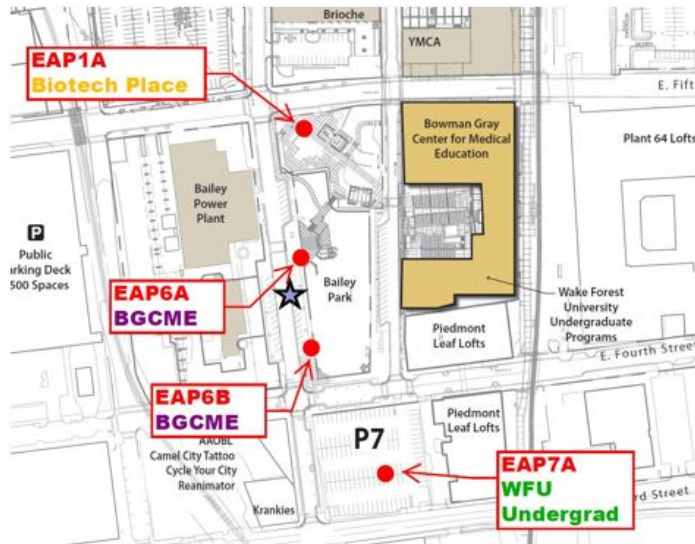 Brioche
EAP1A
Biotech Place
YMCA
E. Fift
Bowman Gray
Center for Medical
Education
Plant 64 Lofts
Bailey
Power
Plant
P
Public
arking Deck
500 Spaces
EAP6A
BGCME
Bailey
Park
Wake Forest
University
Undergraduate
Programs
Piedmont
Leaf Lofts
E. Fourth Street
EAP6B
BGCME
Piedmont
Leaf Lofts
P7
AAOBL
Camel City Tattoo
Cycle Your City
Reanimator
Krankies
EAP7A
WFU
Undergrad
rd Street